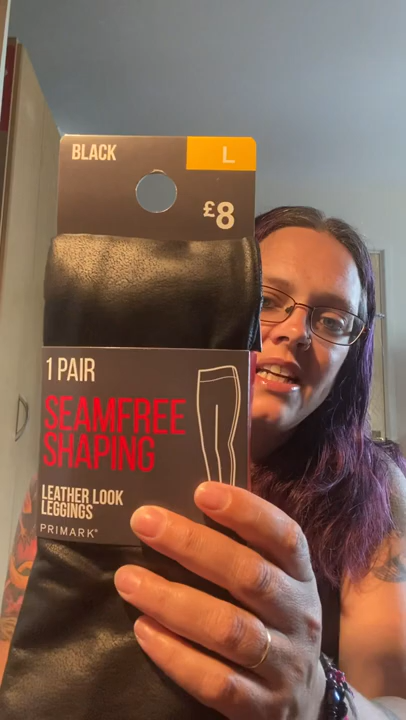 BLACK
L
£8
1 PAIR
SEAMFREE
SHAPING
LEATHER LOOK
LEGGINGS
PRIMARK®